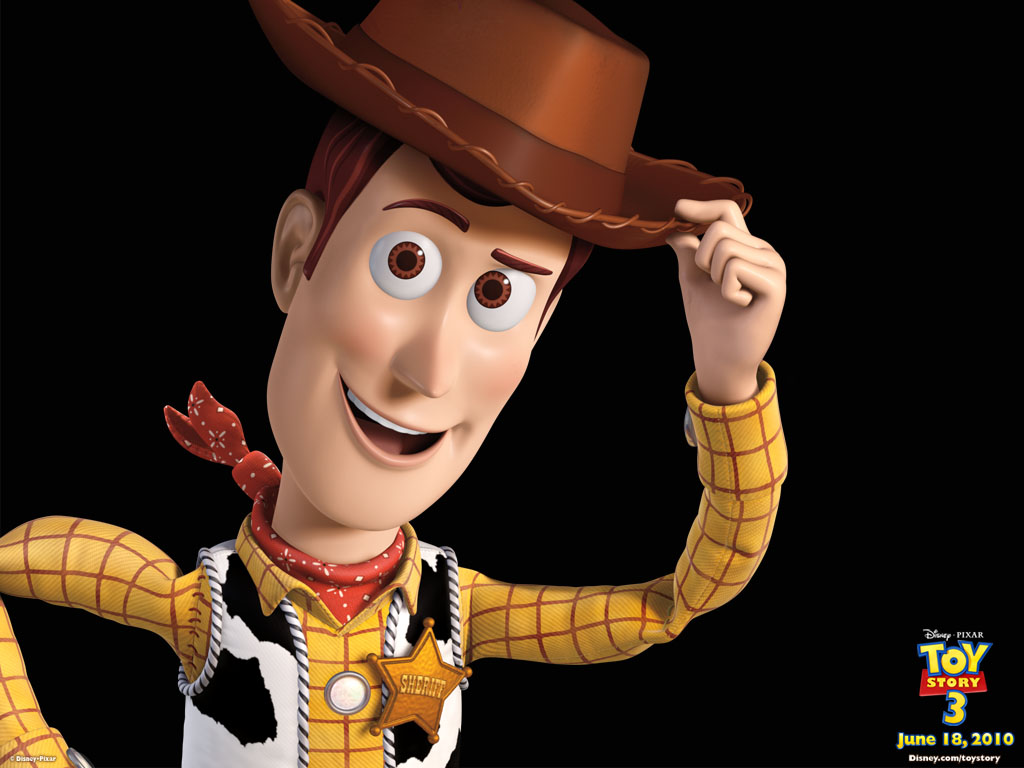 SHERIFF
Disney · PIXAR
TOY
STORY
3
June 18, 2010
Disney.com/toystory
© Disney•Pixar